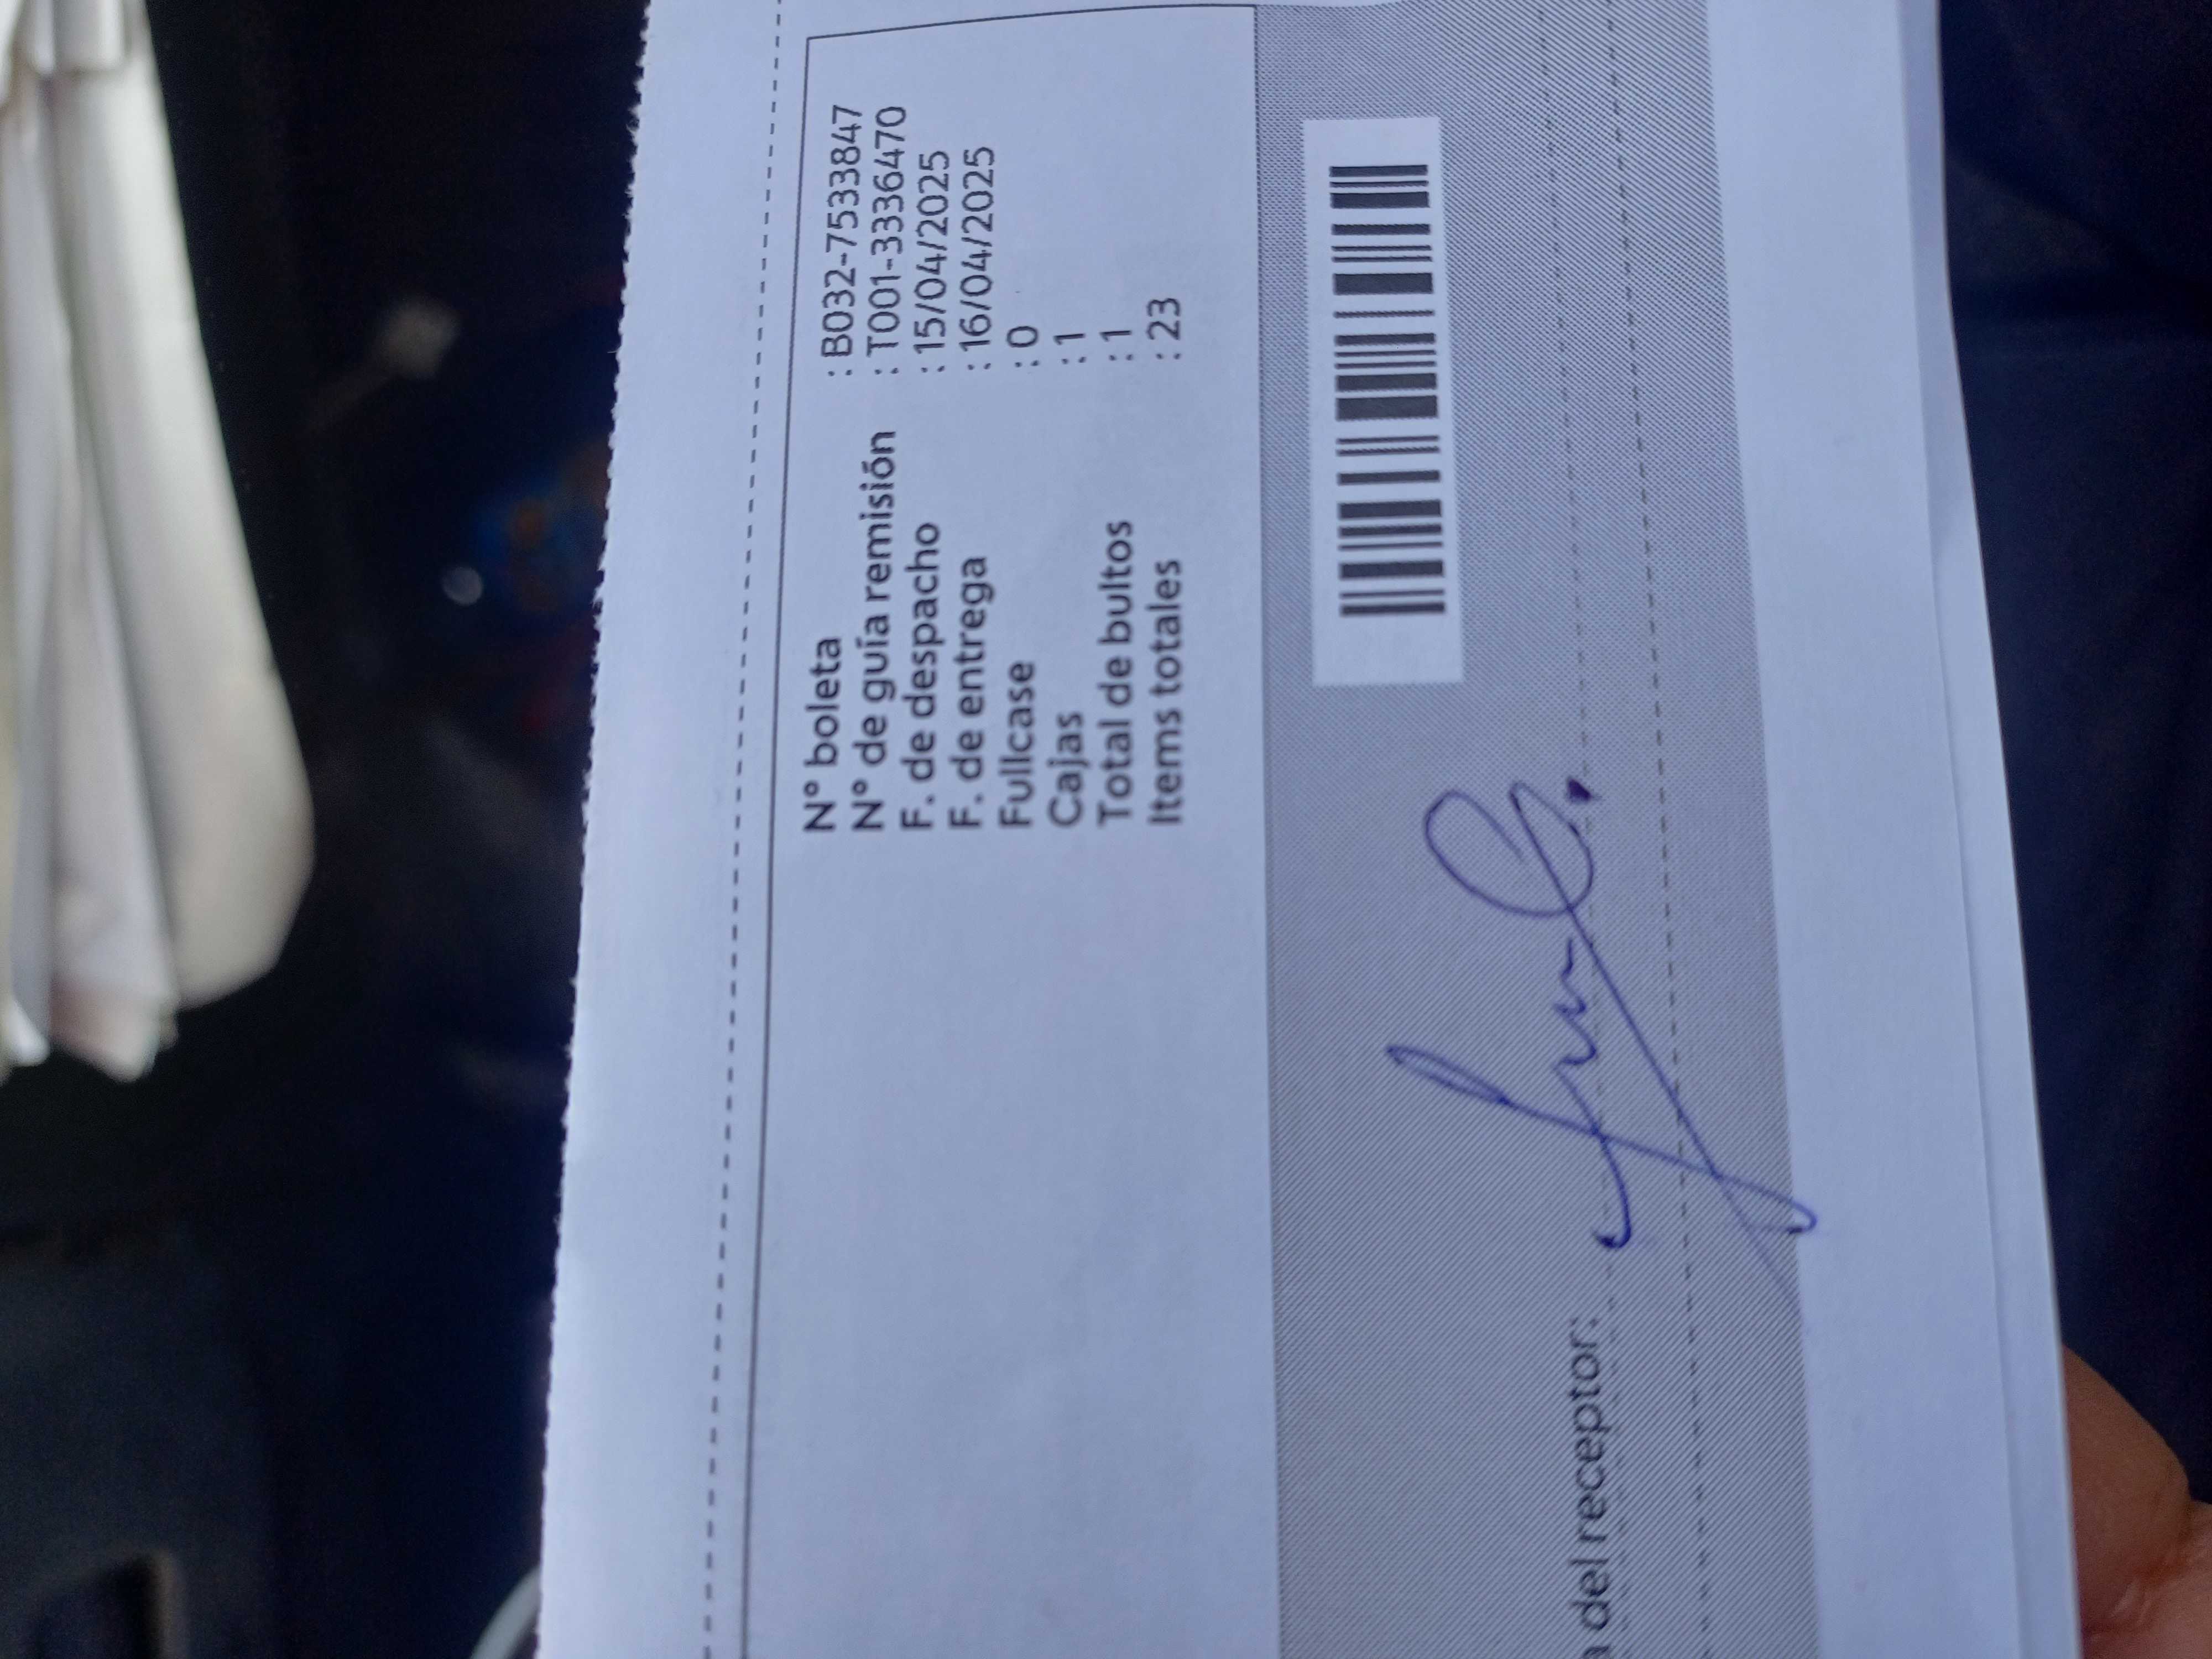 N° boleta : B032-7533847
N° de guía remisión : T001-3336470
F. de despacho : 15/04/2025
F. de entrega : 16/04/2025
Fullcase : 0
Cajas : 1
Total de bultos : 1
Items totales : 23
del receptor: